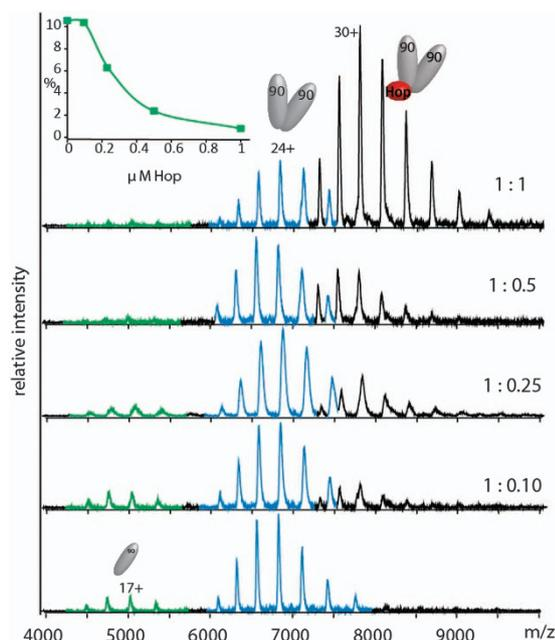 10
8
6
%
4
2
0
0 0.2 0.4 0.6 0.8 1
μM Hop
90 90
24+
30+
90 90
Hop
1 : 1
1 : 0.5
1 : 0.25
1 : 0.10
relative intensity
90
17+
4000 5000 6000 7000 8000 9000 m/z